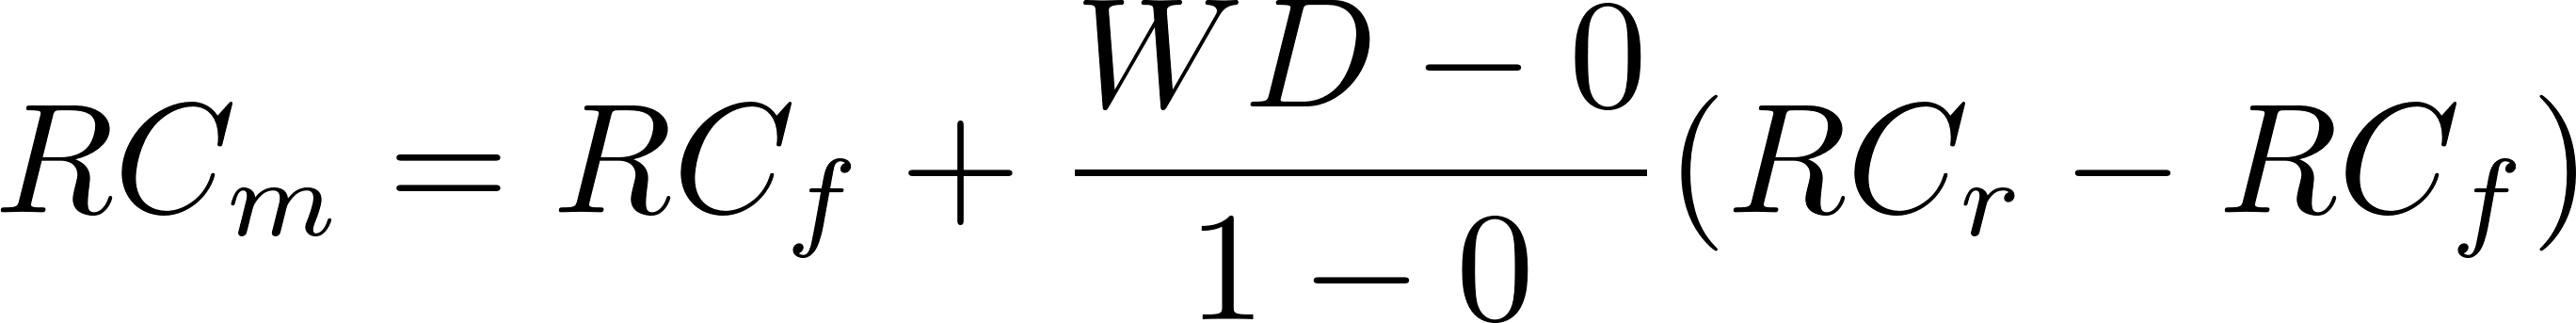 RC_m = RC_f + \frac{WD - 0}{1 - 0}(RC_r - RC_f)